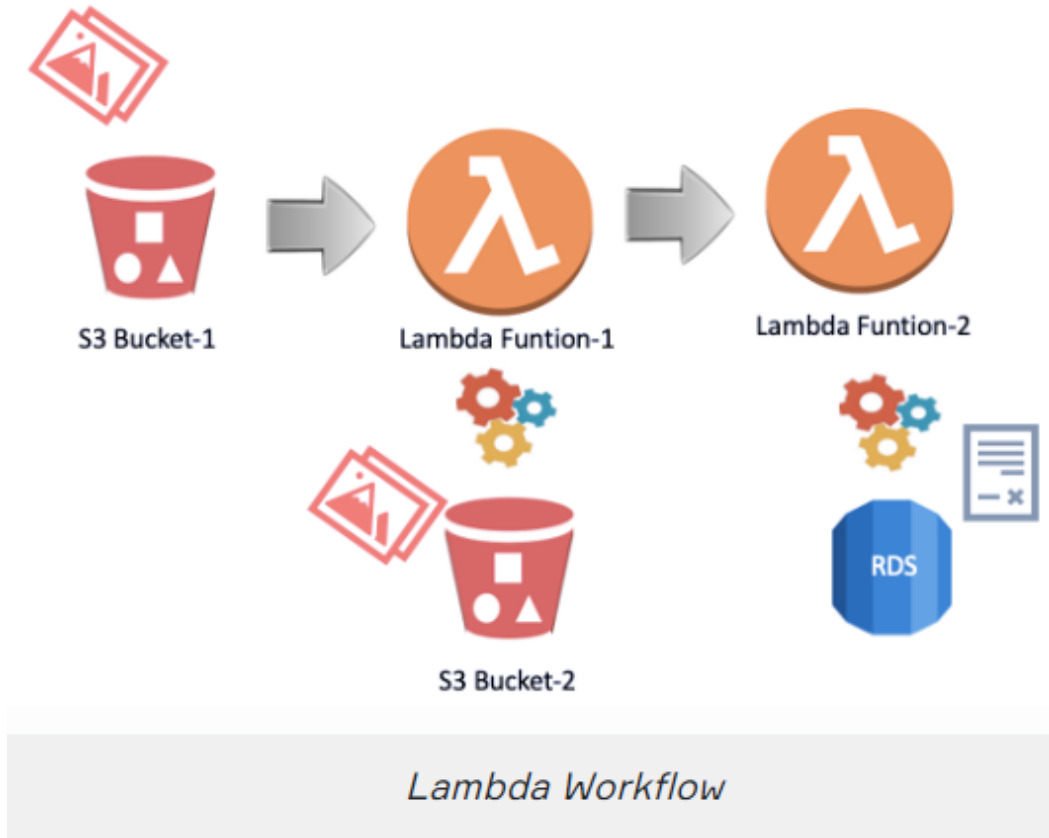 S3 Bucket-1
Lambda Funtion-1
Lambda Funtion-2
RDS
S3 Bucket-2
Lambda Workflow